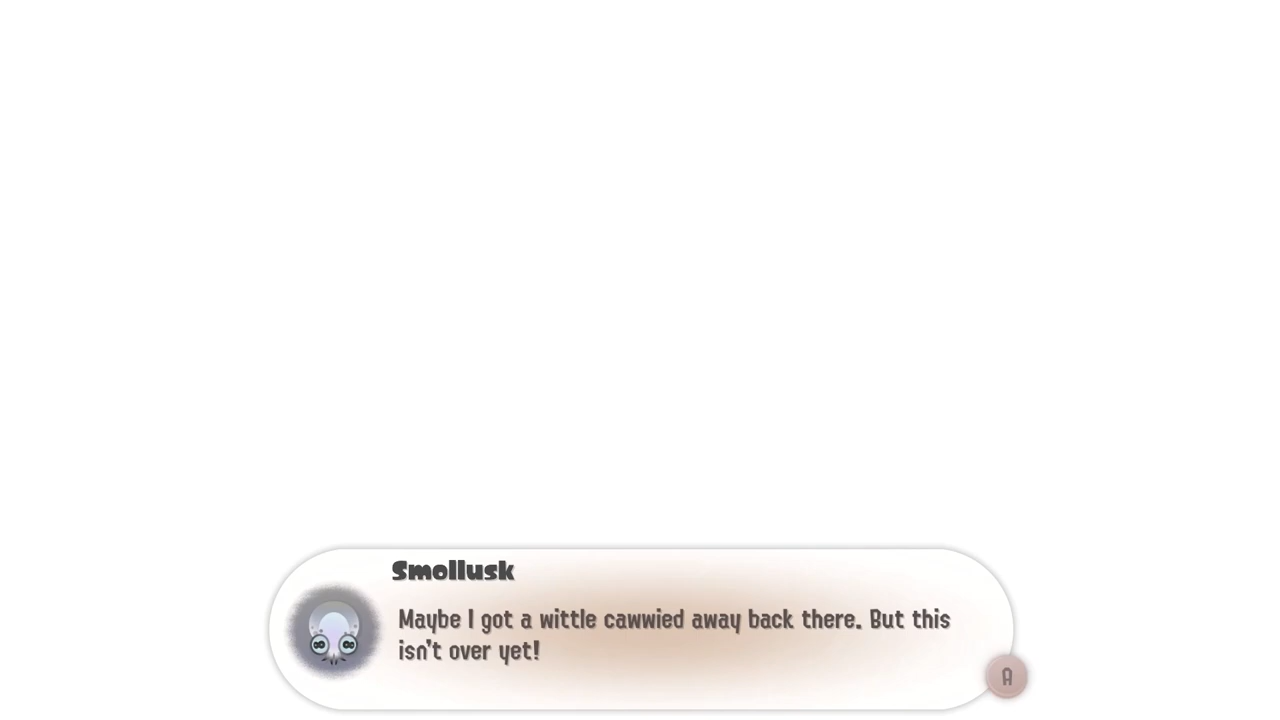 Smollusk
Maybe I got a wittle cawwied away back there. But this
isn't over yet!
A